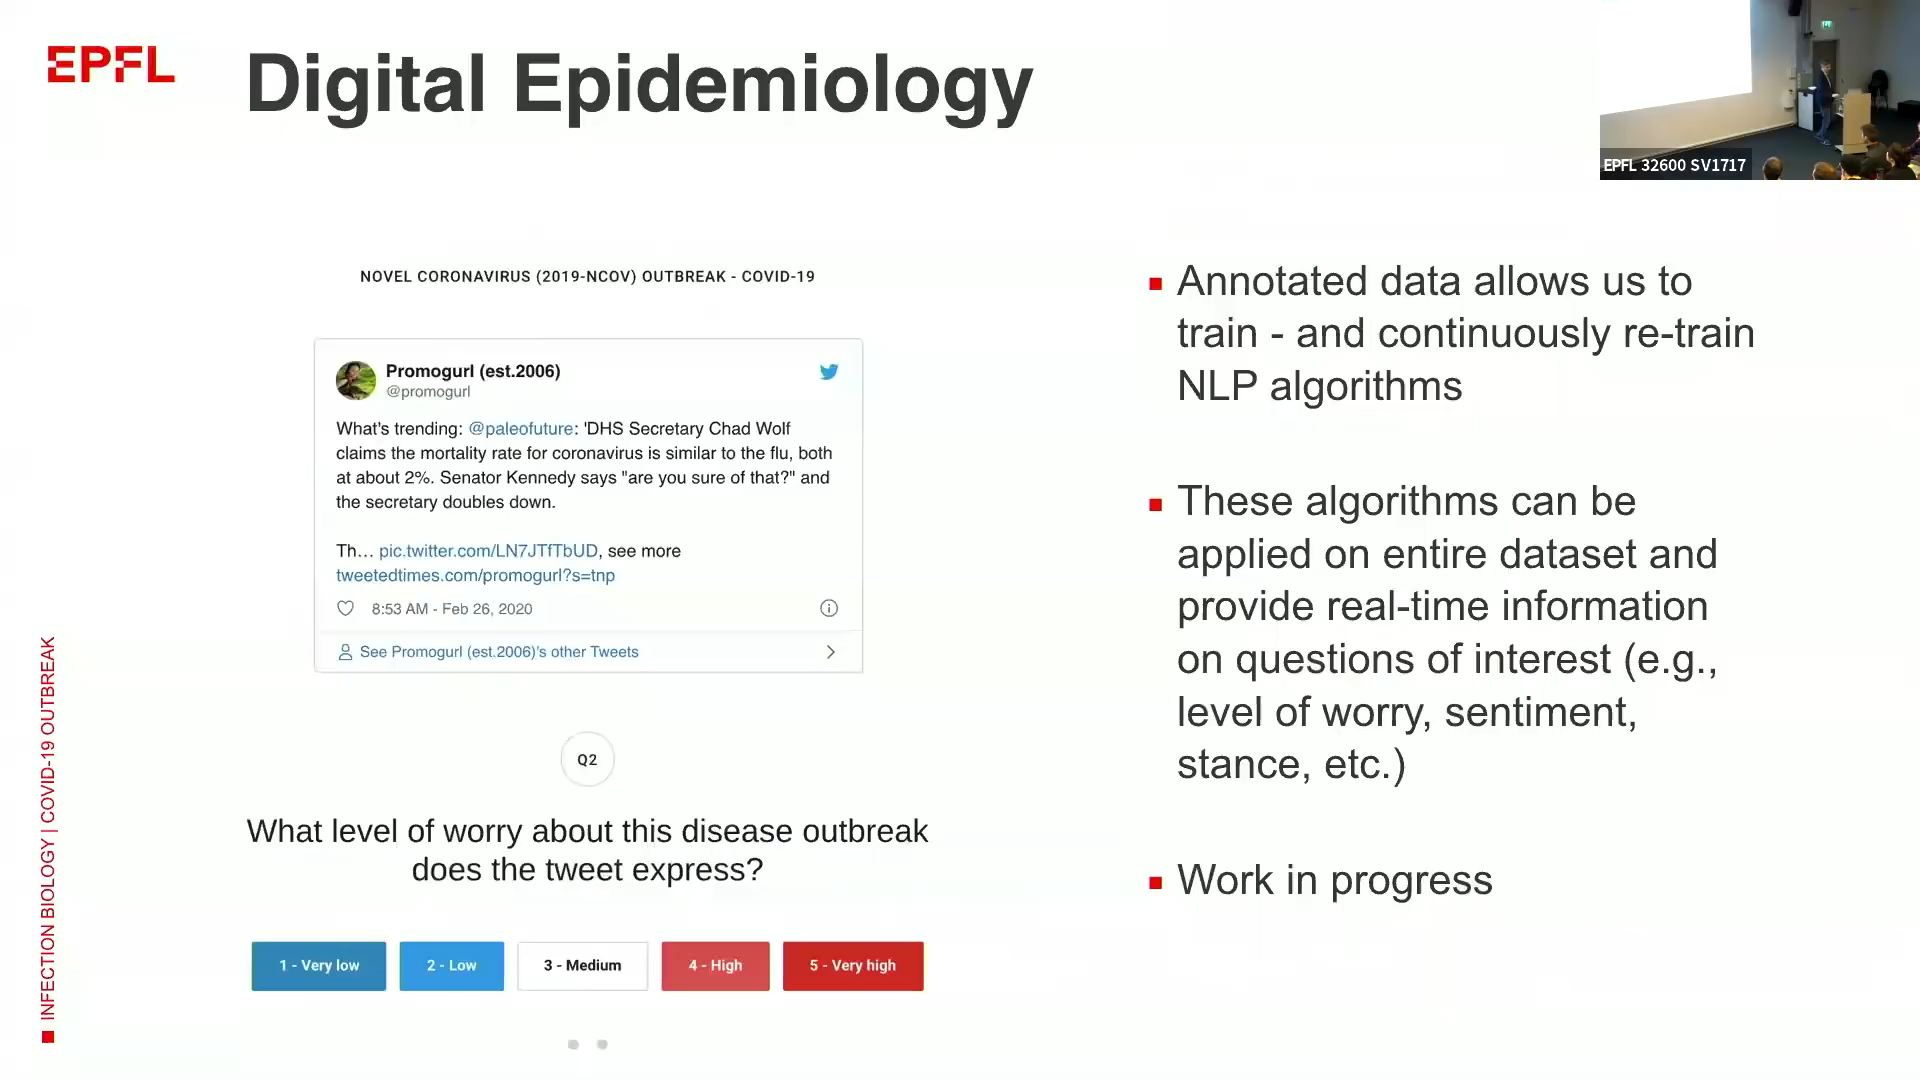 EPFL
Digital Epidemiology
EPFL 32600 SV1717
NOVEL CORONAVIRUS (2019-NCOV) OUTBREAK - COVID-19
Promogurl (est.2006)
@promogurl
What's trending: @paleofuture: 'DHS Secretary Chad Wolf
claims the mortality rate for coronavirus is similar to the flu, both
at about 2%. Senator Kennedy says "are you sure of that?" and
the secretary doubles down.
Th... pic.twitter.com/LN7JTfTbUD, see more
tweetedtimes.com/promogurl?s=tnp
8:53 AM - Feb 26, 2020
See Promogurl (est.2006)'s other Tweets
Q2
What level of worry about this disease outbreak
does the tweet express?
1 - Very low
2 - Low
3 - Medium
4 - High
5 - Very high
Annotated data allows us to
train - and continuously re-train
NLP algorithms
These algorithms can be
applied on entire dataset and
provide real-time information
on questions of interest (e.g.,
level of worry, sentiment,
stance, etc.)
Work in progress
INFECTION BIOLOGY | COVID-19 OUTBREAK